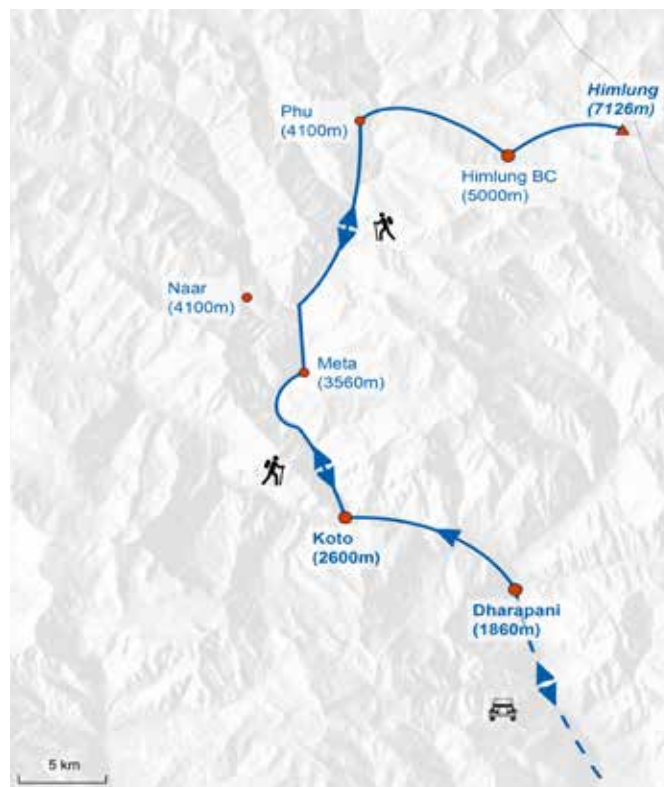 Himlung
(7126m)
Phu
(4100m)
Himlung BC
(5000m)
Naar
(4100m)
Meta
(3560m)
Koto
(2600m)
Dharapani
(1860m)
5 km